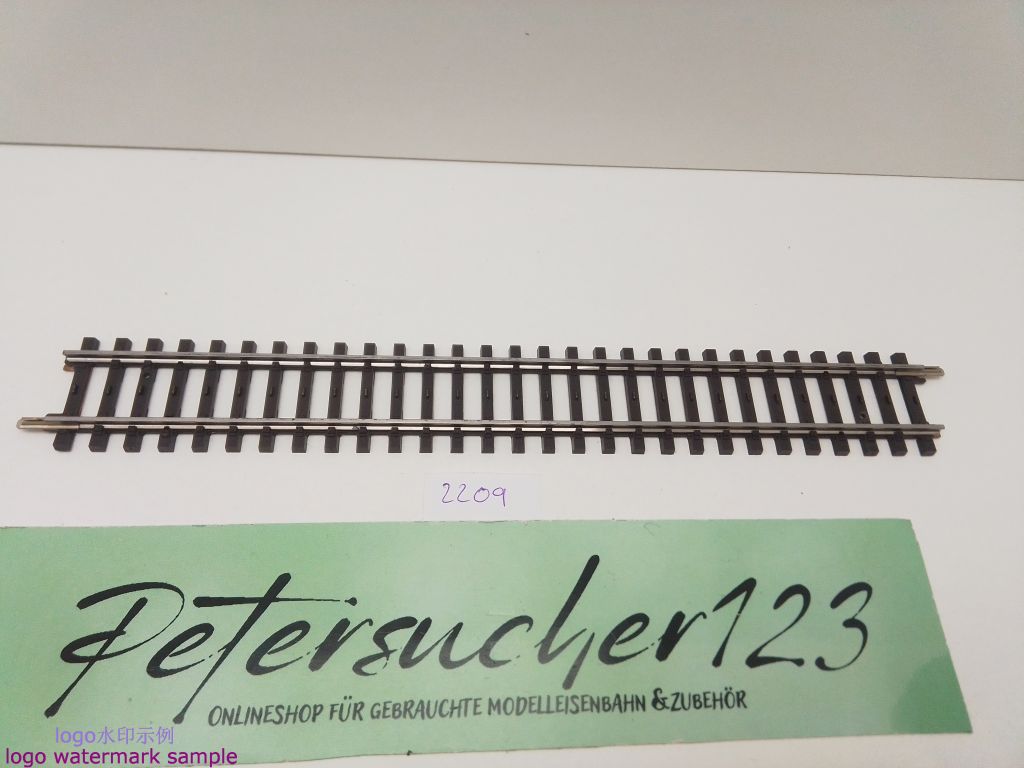 2209
Petersucher123
ONLINESHOP FÜR GEBRAUCHTE MODELLEISENBAHN & ZUBEHÖR
logo水印示例
logo watermark sample